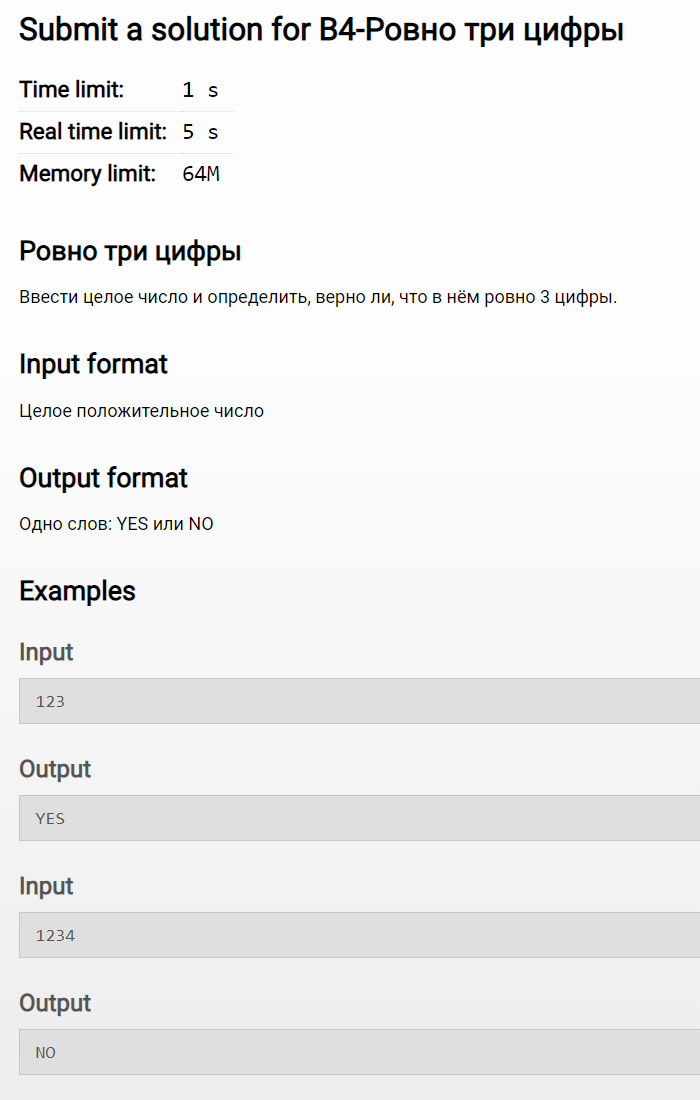 Submit a solution for B4-Ровно три цифры
Time limit: 1 s
Real time limit: 5 s
Memory limit: 64M
Ровно три цифры
Ввести целое число и определить, верно ли, что в нём ровно 3 цифры.
Input format
Целое положительное число
Output format
Одно слов: YES или NO
Examples
Input
123
Output
YES
Input
1234
Output
NO